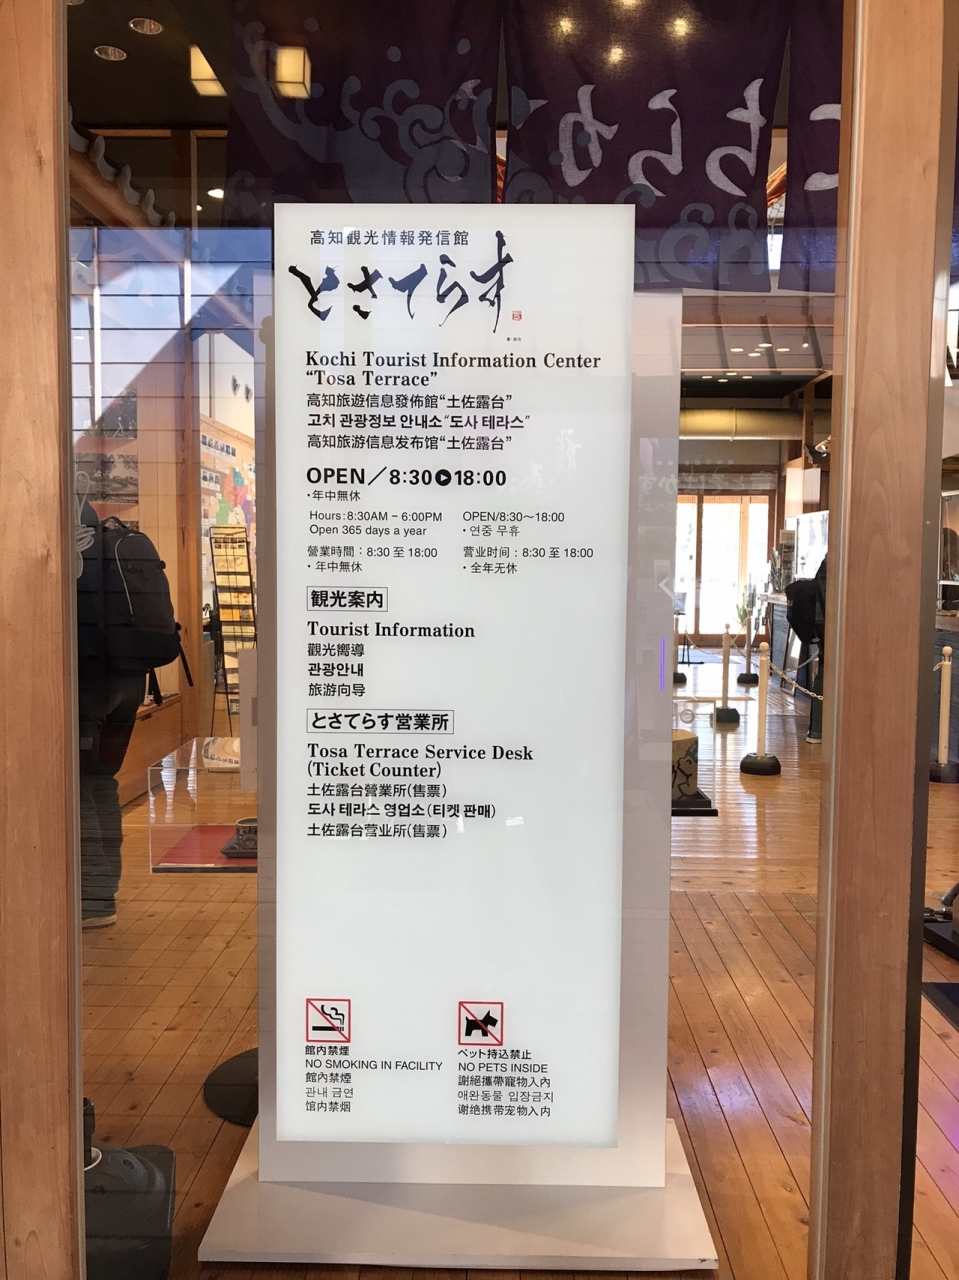 こちらが
高知観光情報発信館
とさてらす
Kochi Tourist Information Center
“Tosa Terrace”
高知旅遊信息發佈館“土佐露台”
고치 관광정보 안내소“도사 테라스”
高知旅游信息发布馆“土佐露台”
OPEN／8:30▶18:00
・年中無休
Hours:8:30AM − 6:00PM
Open 365 days a year
OPEN/8:30〜18:00
・연중 무휴
營業時間：8:30 至 18:00
・年中無休
营业时间：8:30 至 18:00
・全年无休
観光案内
Tourist Information
觀光嚮導
관광안내
旅游向导
とさてらす営業所
Tosa Terrace Service Desk
(Ticket Counter)
土佐露台營業所(售票)
도사 테라스 영업소(티켓 판매)
土佐露台营业所(售票)
館内禁煙
NO SMOKING IN FACILITY
館內禁煙
관내 금연
馆内禁烟
ペット持込禁止
NO PETS INSIDE
謝絕攜帶寵物入內
애완동물 입장금지
谢绝携带宠物入内